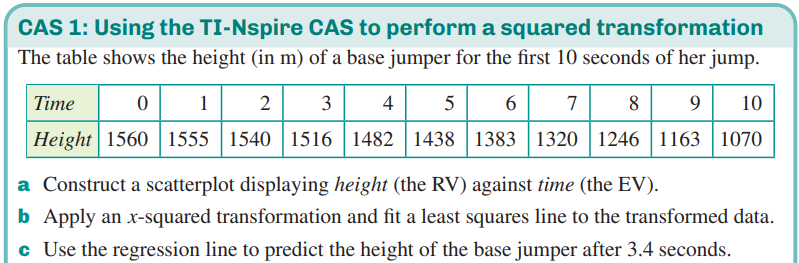 CAS 1: Using the TI-Nspire CAS to perform a squared transformation
The table shows the height (in m) of a base jumper for the first 10 seconds of her jump.
Time 0 1 2 3 4 5 6 7 8 9 10
Height 1560 1555 1540 1516 1482 1438 1383 1320 1246 1163 1070
a Construct a scatterplot displaying height (the RV) against time (the EV).
b Apply an x-squared transformation and fit a least squares line to the transformed data.
c Use the regression line to predict the height of the base jumper after 3.4 seconds.